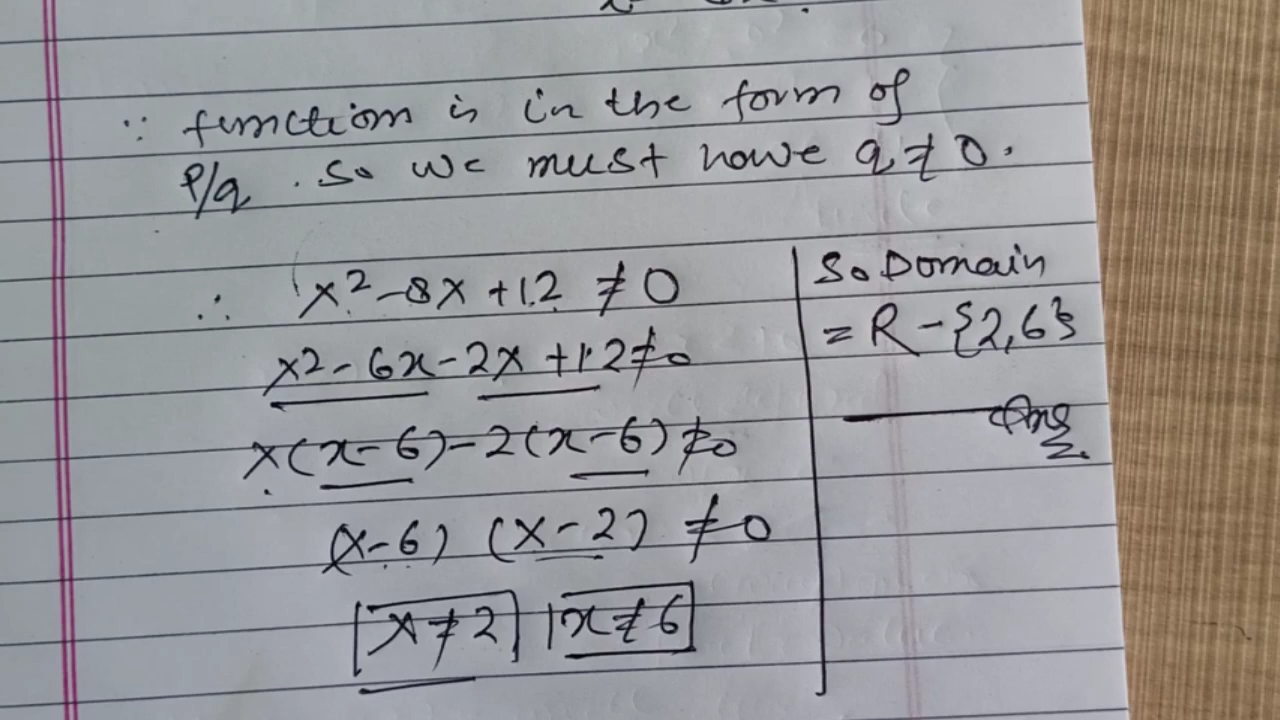 ∵ function is in the form of
P/q . So we must have q ≠ 0.
∴ x² - 8x + 12 ≠ 0
x2 - 6x - 2x + 12 ≠ 0
x(x-6) - 2(x-6) ≠ 0
(x-6) (x-2) ≠ 0
x ≠ 2 x ≠ 6
So Domain
= R - {2,6}
Ans